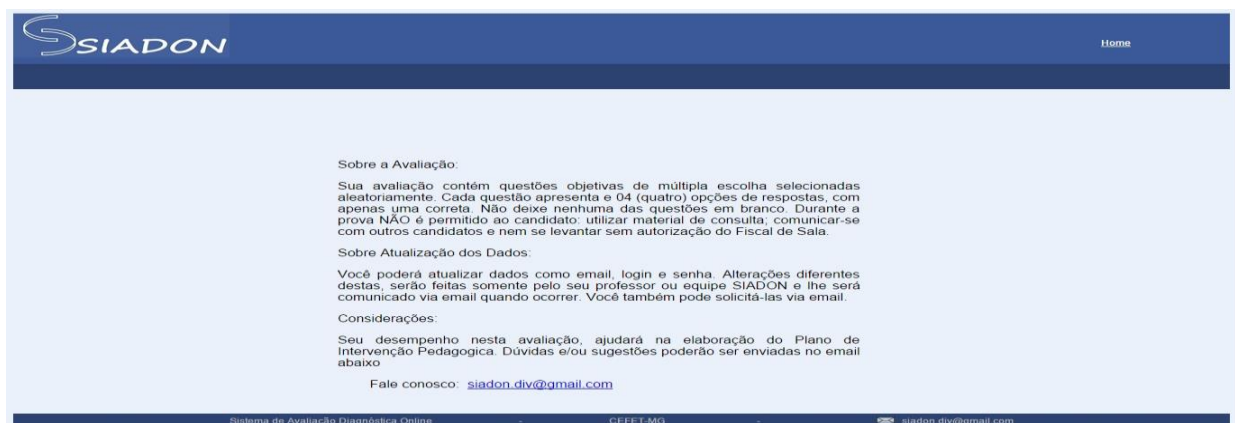 SSIADON
Home
Sobre a Avaliação:
Sua avaliação contém questões objetivas de múltipla escolha selecionadas
aleatoriamente. Cada questão apresenta e 04 (quatro) opções de respostas, com
apenas uma correta. Não deixe nenhuma das questões em branco. Durante a
prova NÃO é permitido ao candidato: utilizar material de consulta; comunicar-se
com outros candidatos e nem se levantar sem autorização do Fiscal de Sala.
Sobre Atualização dos Dados:
Você poderá atualizar dados como email, login e senha. Alterações diferentes
destas, serão feitas somente pelo seu professor ou equipe SIADON e lhe será
comunicado via email quando ocorrer. Você também pode solicitá-las via email.
Considerações:
Seu desempenho nesta avaliação, ajudará na elaboração do Plano de
Intervenção Pedagogica. Dúvidas e/ou sugestões poderão ser enviadas no email
abaixo
Fale conosco: siadon.div@gmail.com
Sistema de Avaliação Diagnóstica Online - CEFET-MG - siadon.div@gmail.com